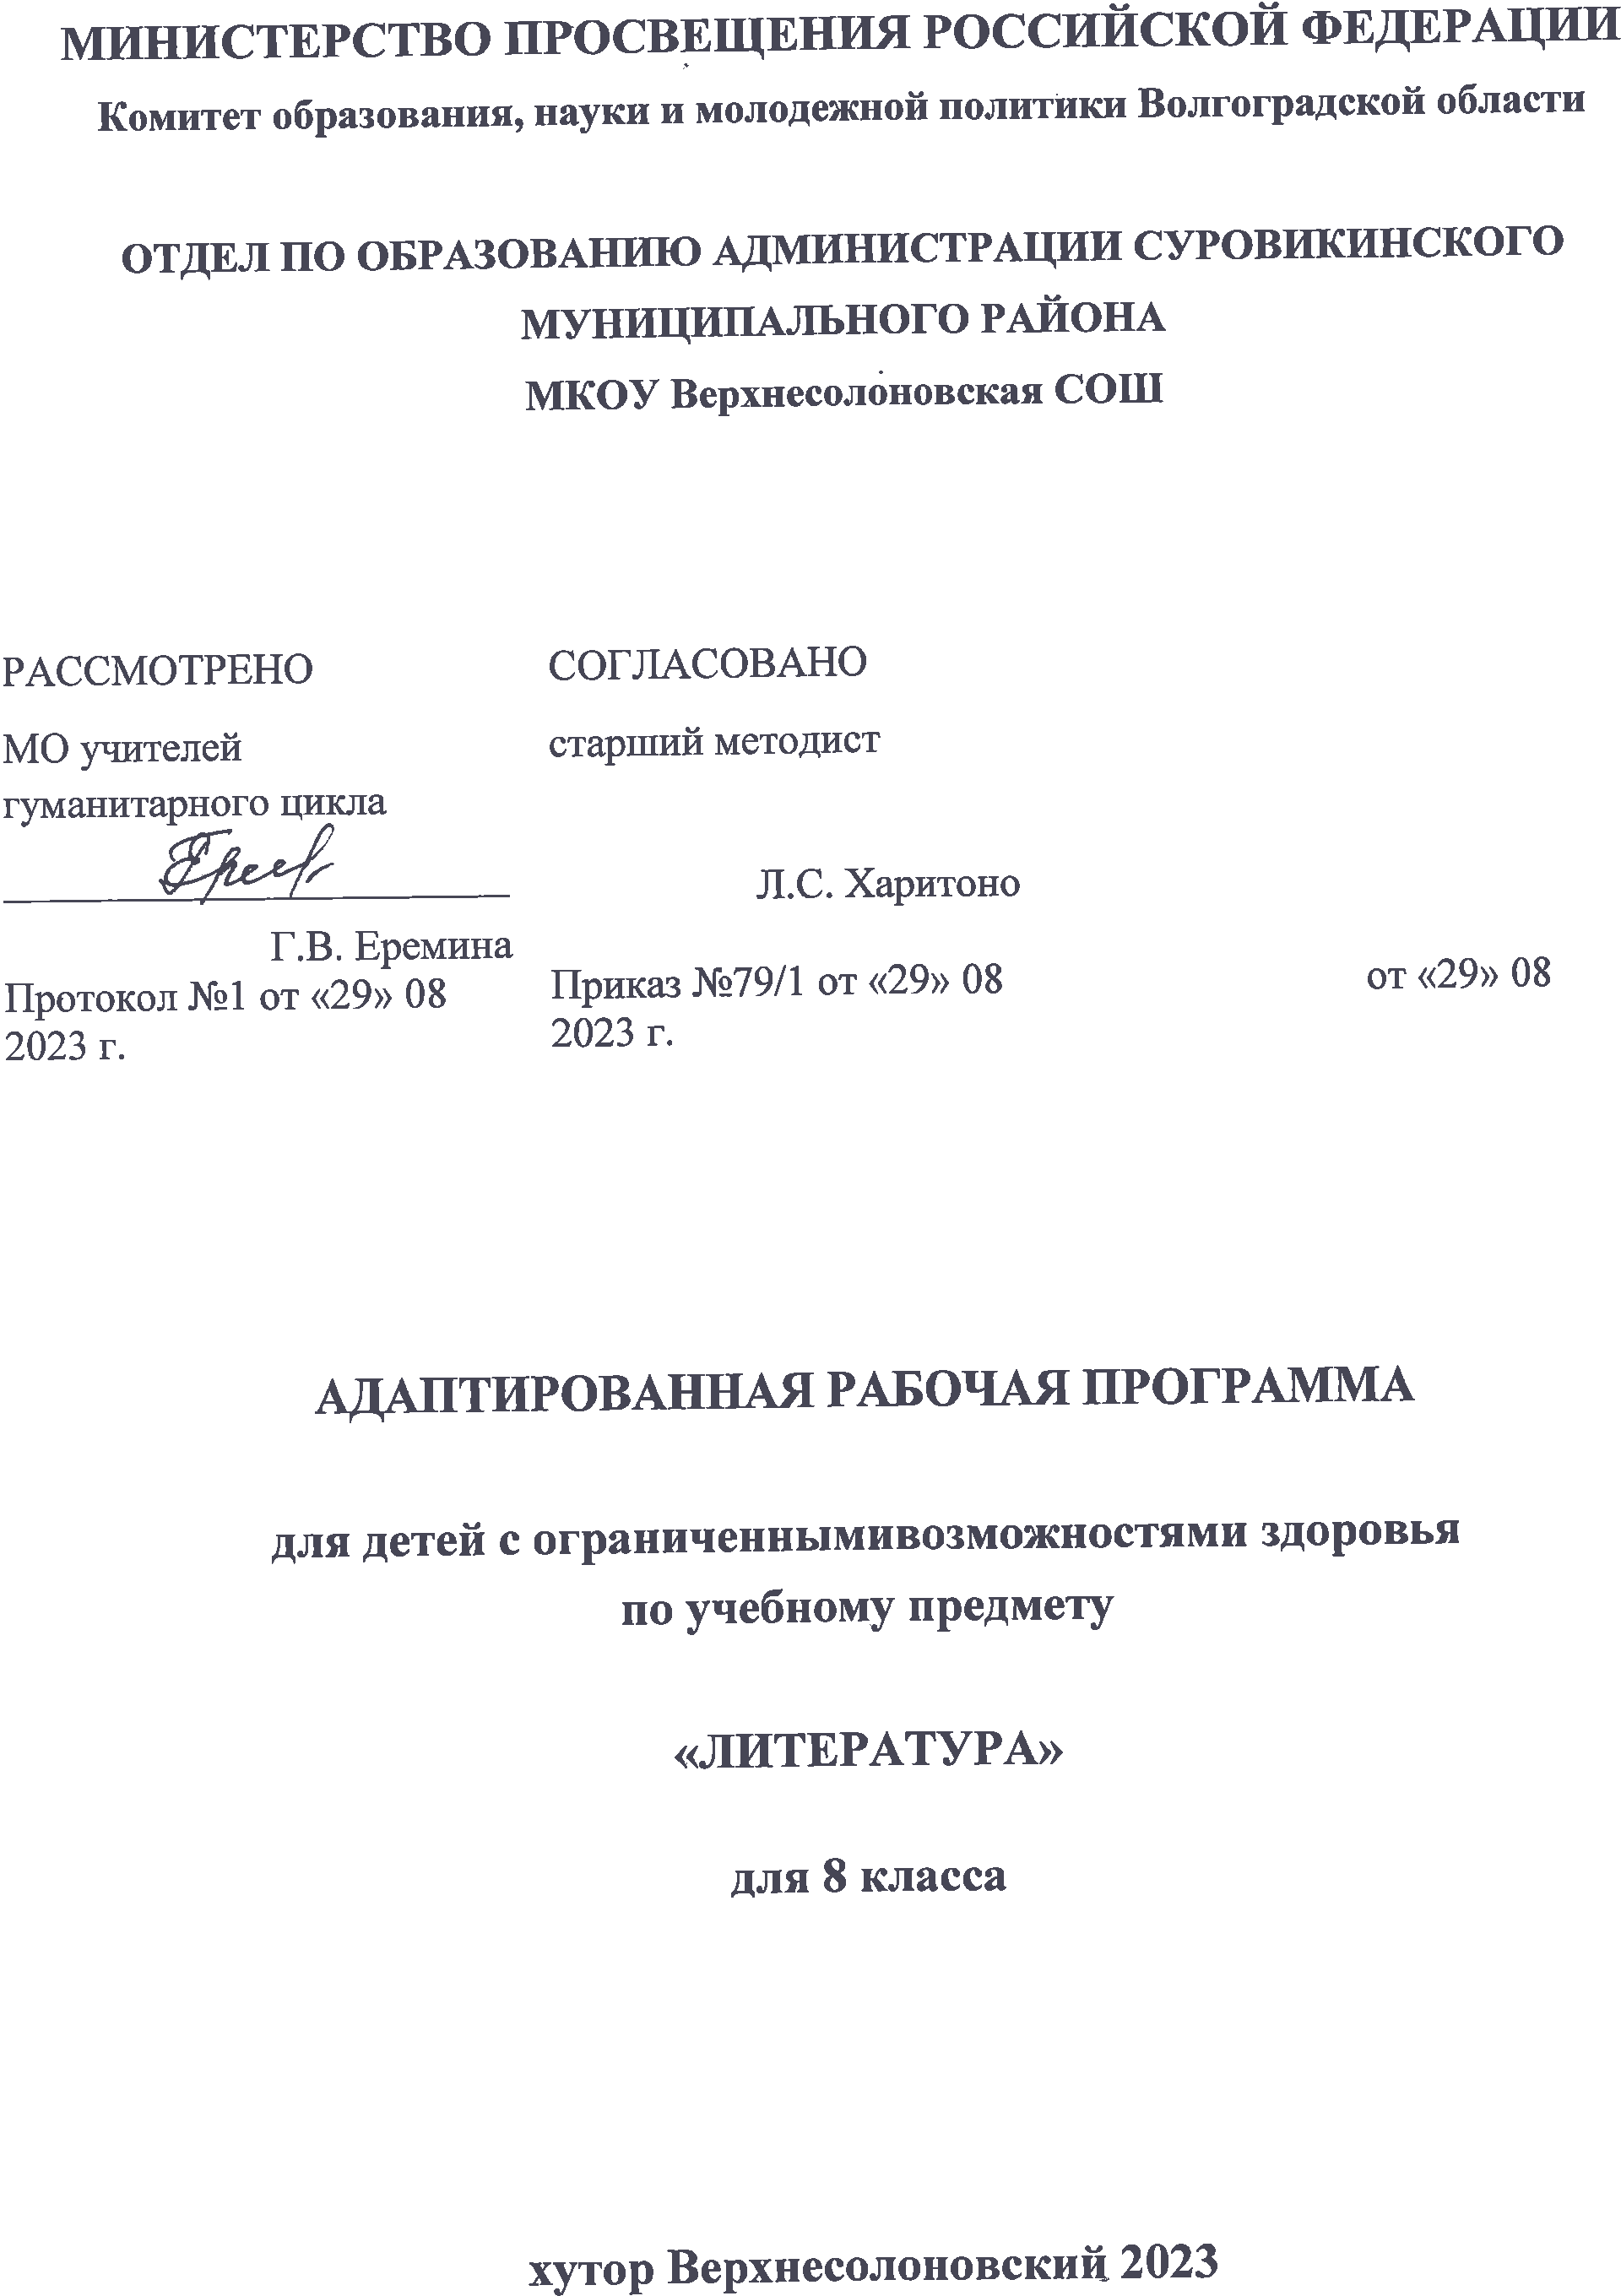 МИНИСТЕРСТВО ПРОСВЕЩЕНИЯ РОССИЙСКОЙ ФЕДЕРАЦИИ
Комитет образования, науки и молодежной политики Волгоградской области
ОТДЕЛ ПО ОБРАЗОВАНИЮ АДМИНИСТРАЦИИ СУРОВИКИНСКОГО
МУНИЦИПАЛЬНОГО РАЙОНА
МКОУ Верхнесолоновская СОШ
РАССМОТРЕНО
МО учителей
гуманитарного цикла
Г.В. Еремина
Протокол №1 от «29» 08
2023 г.
СОГЛАСОВАНО
старший методист
Л.С. Харитоно
Приказ №79/1 от «29» 08
2023 г.
от «29» 08
АДАПТИРОВАННАЯ РАБОЧАЯ ПРОГРАММА
для детей с ограниченнымивозможностями здоровья
по учебному предмету
«ЛИТЕРАТУРА»
для 8 класса
хутор Верхнесолоновский 2023